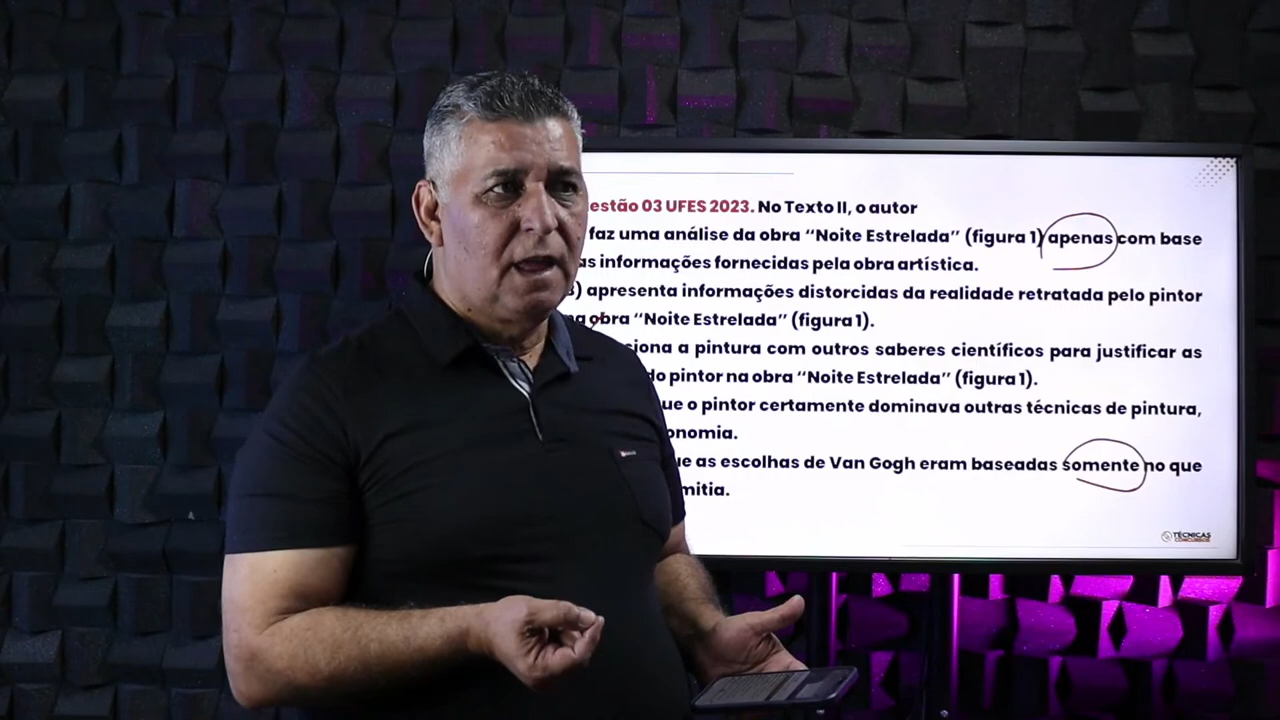 estão 03 UFES 2023. No Texto II, o autor
faz uma análise da obra “Noite Estrelada” (figura 1) apenas com base
as informações fornecidas pela obra artística.
) apresenta informações distorcidas da realidade retratada pelo pintor
na obra “Noite Estrelada” (figura 1).
siona a pintura com outros saberes científicos para justificar as
do pintor na obra “Noite Estrelada” (figura 1).
ue o pintor certamente dominava outras técnicas de pintura,
onomia.
ue as escolhas de Van Gogh eram baseadas somente no que
mitia.
TÉCNICAS
CONCURSOS